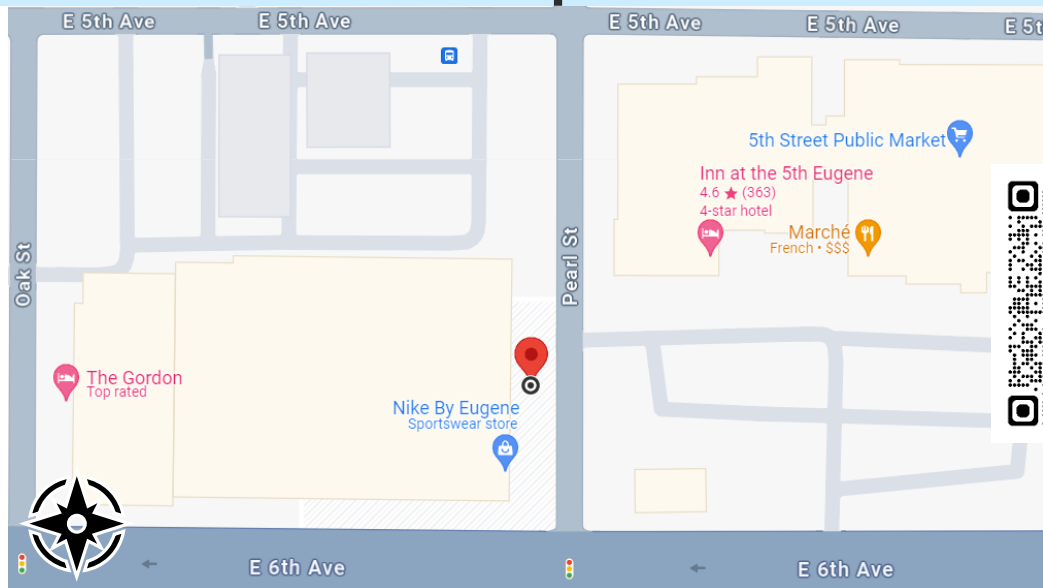 E 5th Ave
E 5th Ave
E 5th Ave
E 5th Ave
E 5t
5th Street Public Market
Inn at the 5th Eugene
4.6 ★ (363)
4-star hotel
Marché
French • $$$
Oak St
Pearl St
The Gordon
Top rated
Nike By Eugene
Sportswear store
E 6th Ave
E 6th Ave